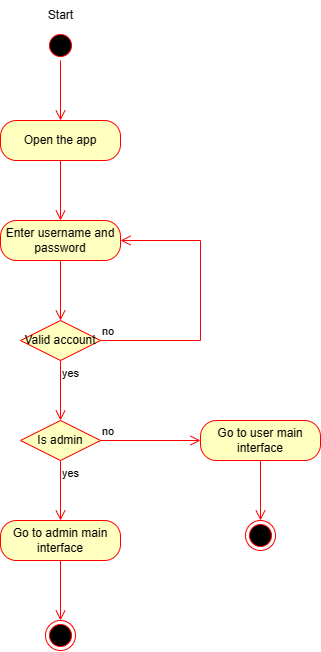 Start
Open the app
Enter username and
password
Valid account
no
yes
Is admin
no
Go to user main
interface
yes
Go to admin main
interface